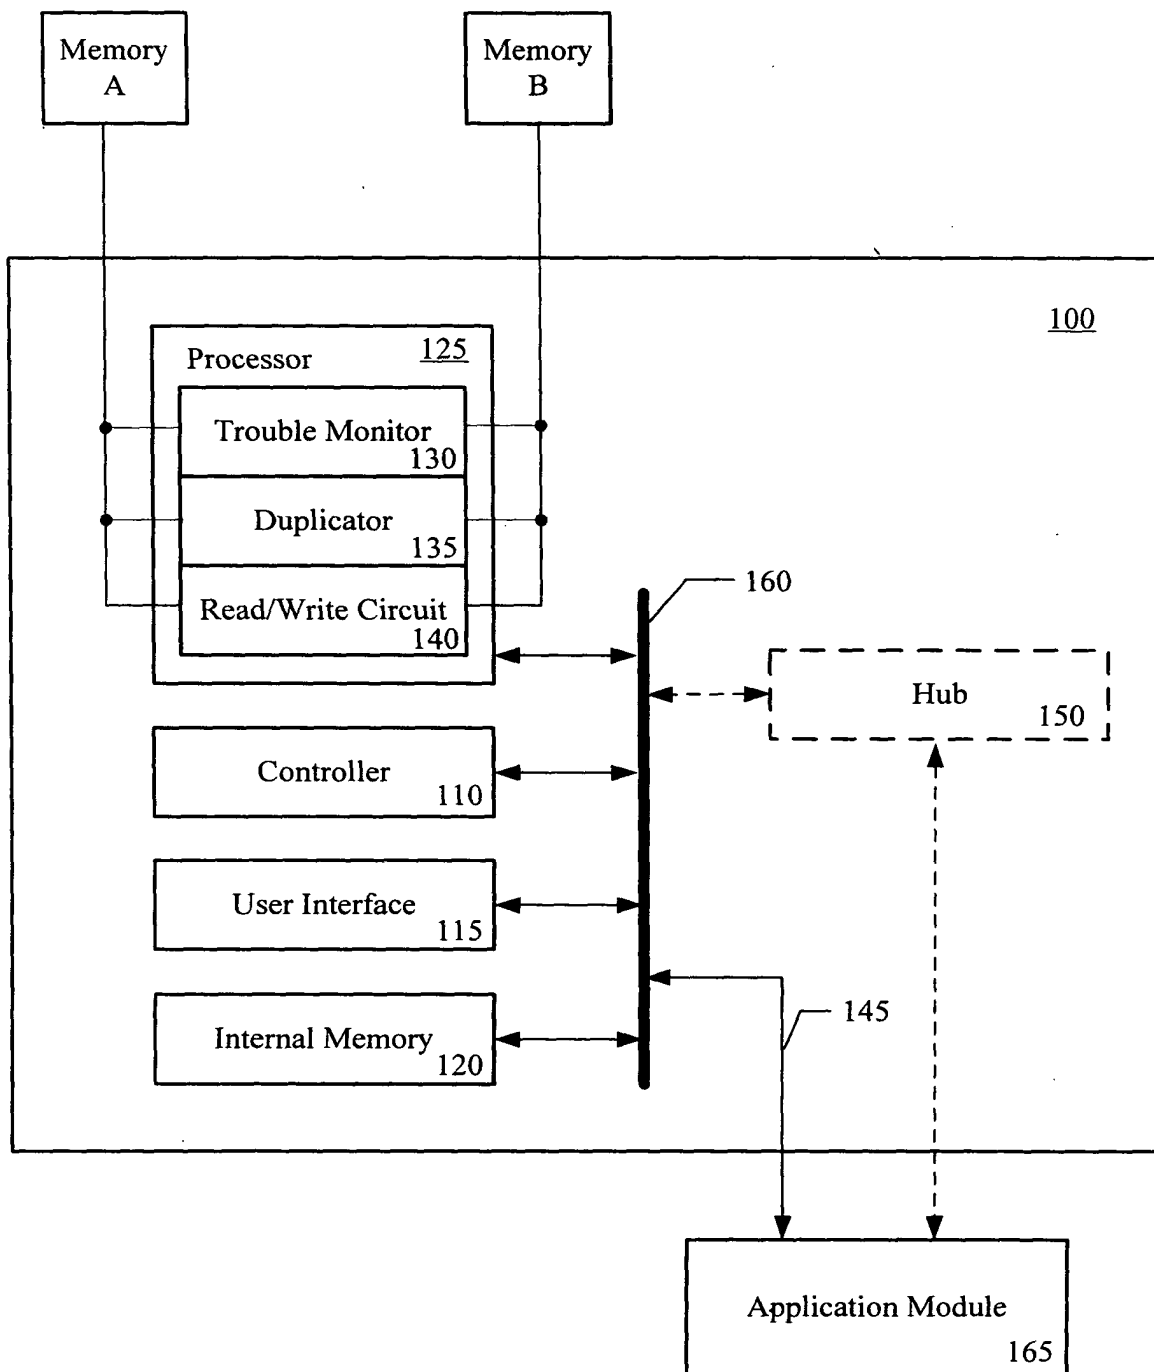 Memory
A
Memory
B
100
Processor
125
Trouble Monitor
130
Duplicator
135
Read/Write Circuit
140
160
Hub
150
Controller
110
User Interface
115
145
Internal Memory
120
Application Module
165